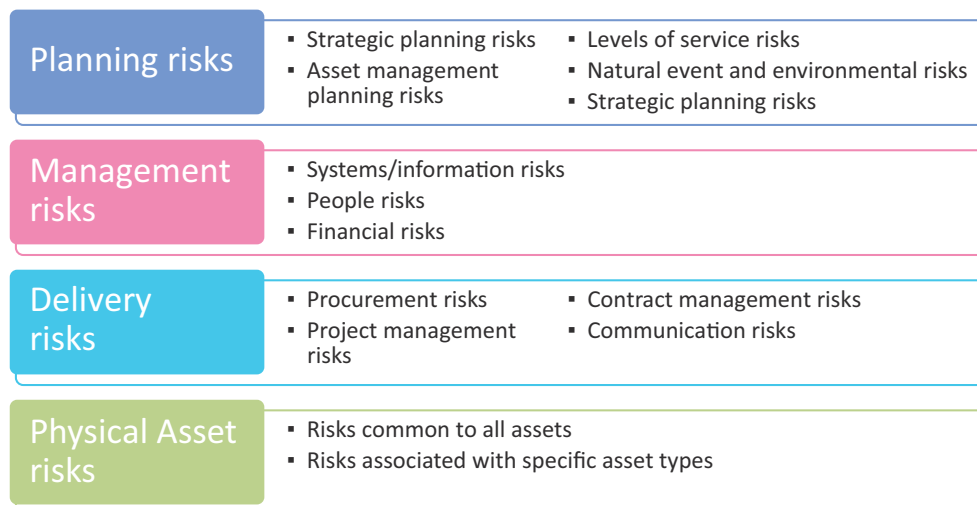 Planning risks
▪ Strategic planning risks
▪ Asset management
planning risks
▪ Levels of service risks
▪ Natural event and environmental risks
▪ Strategic planning risks
Management
risks
▪ Systems/information risks
▪ People risks
▪ Financial risks
Delivery
risks
▪ Procurement risks
▪ Project management
risks
▪ Contract management risks
▪ Communication risks
Physical Asset
risks
▪ Risks common to all assets
▪ Risks associated with specific asset types